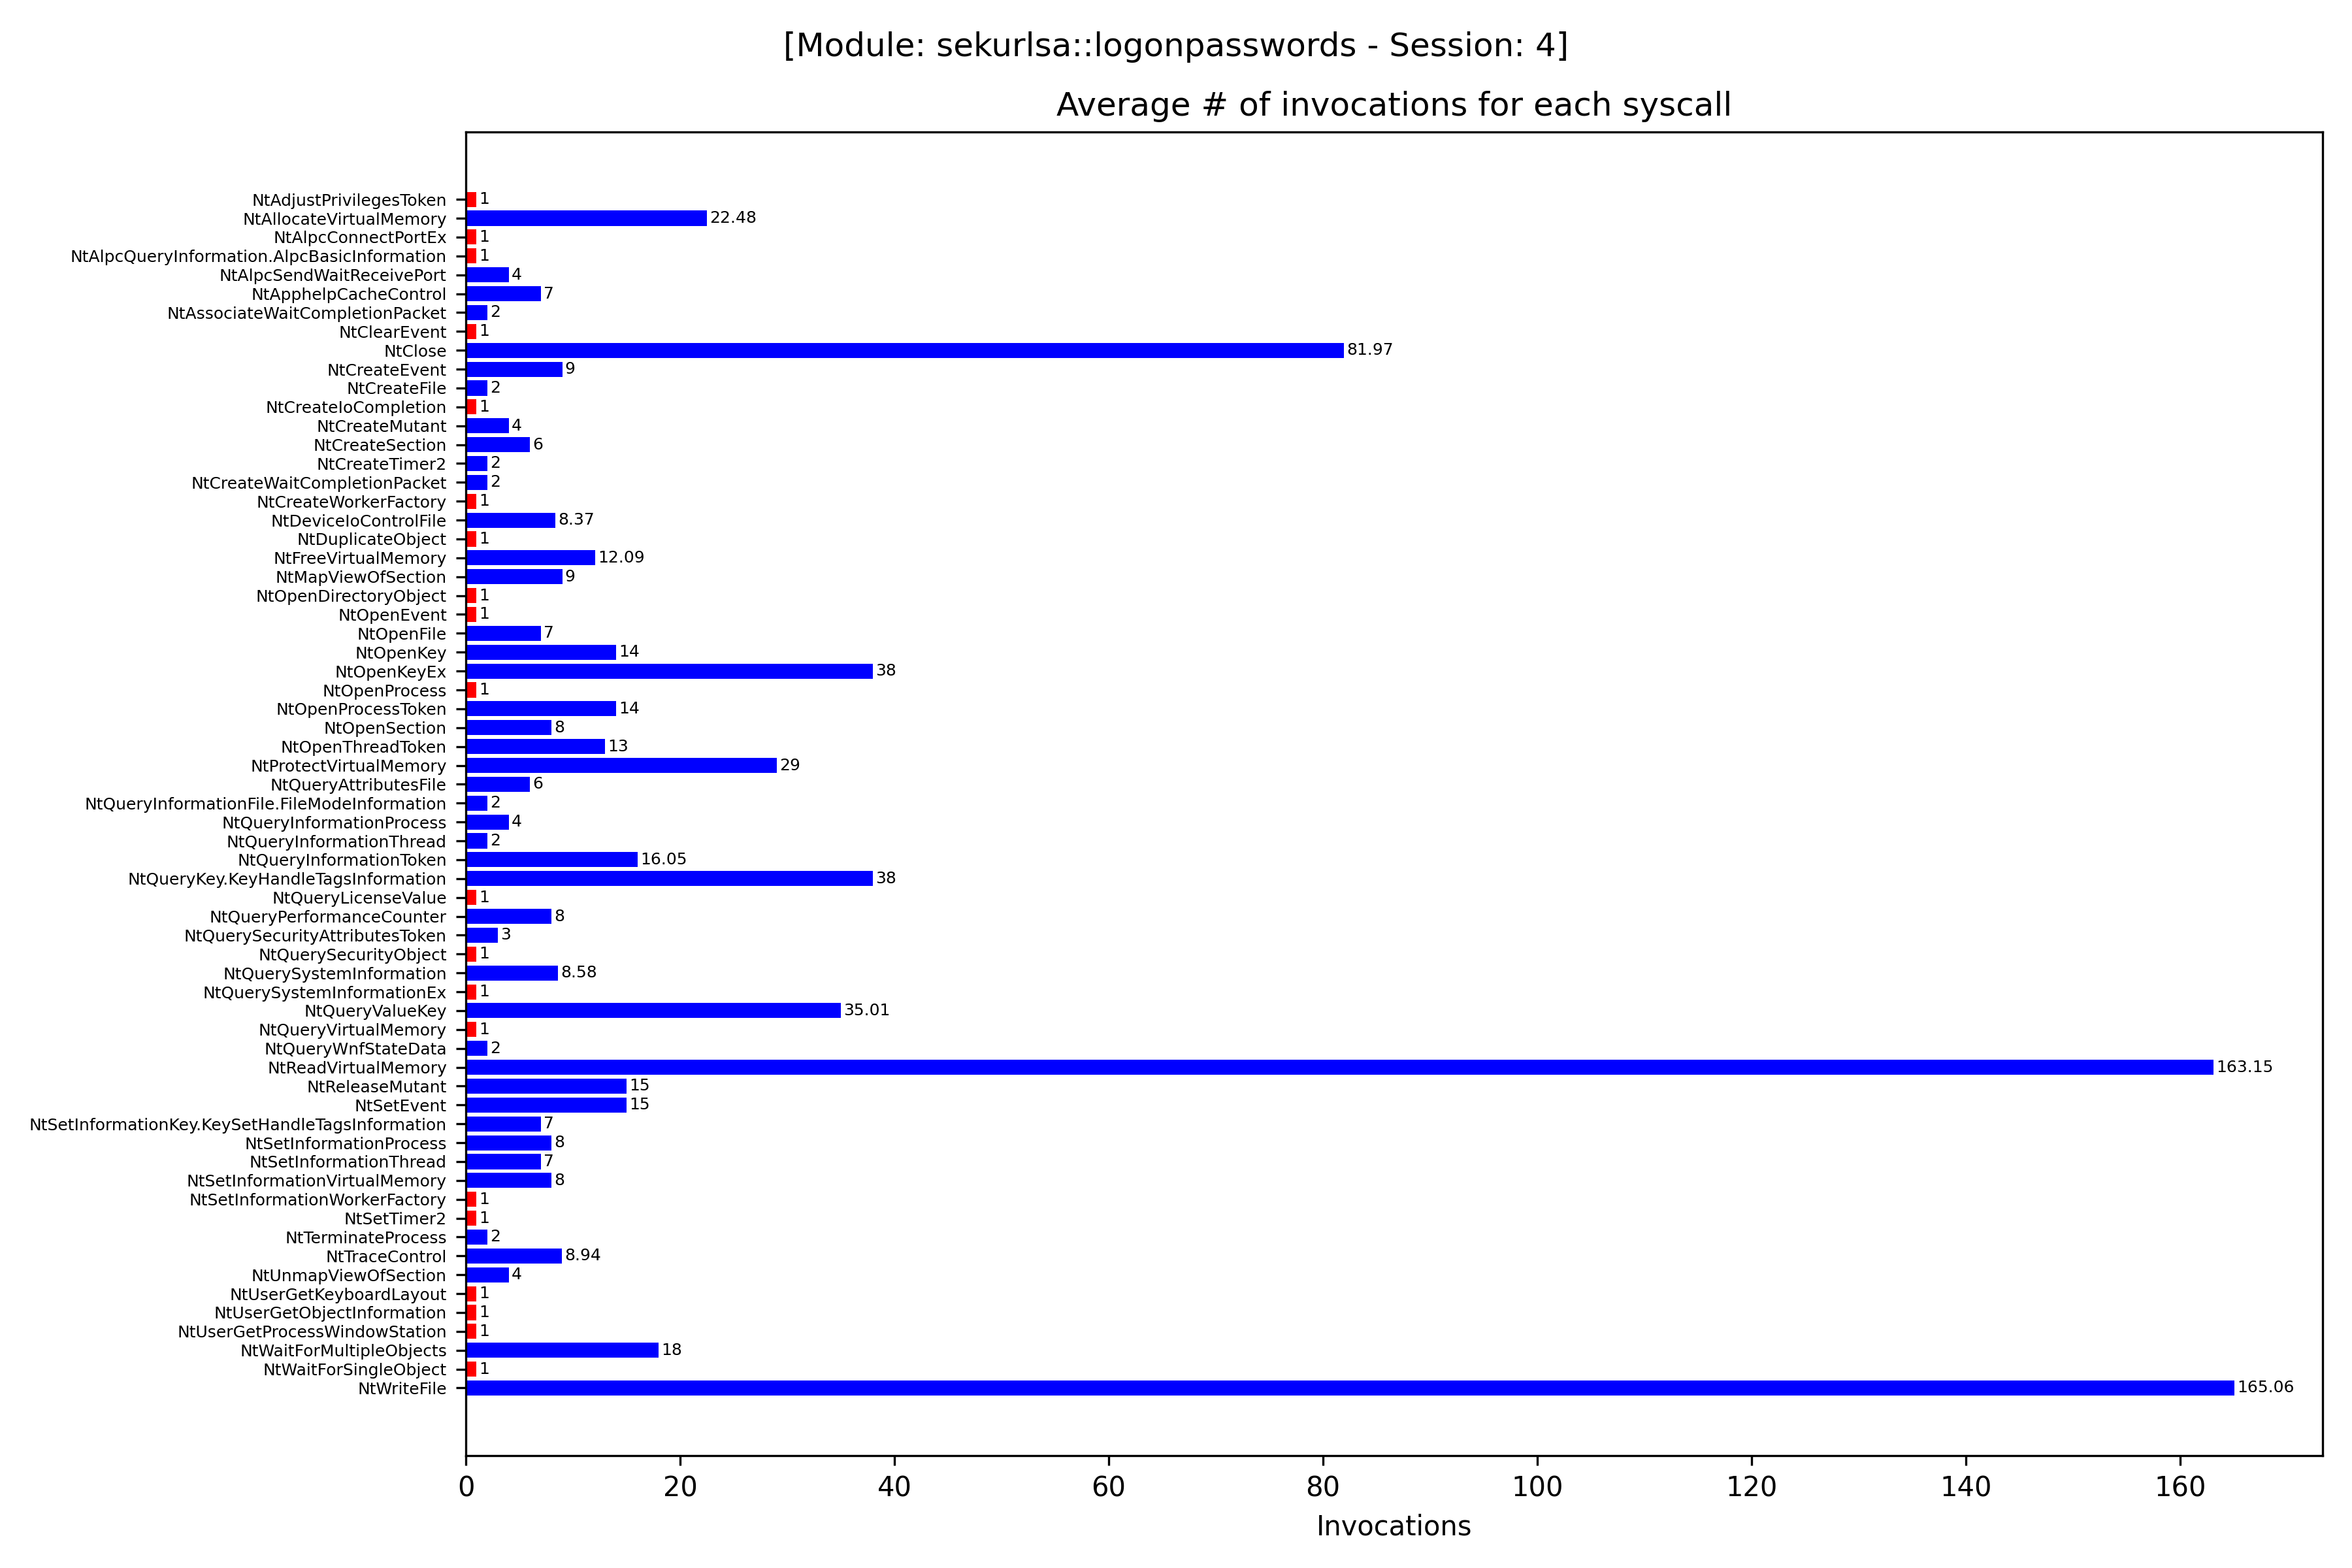 [Module: sekurlsa::logonpasswords - Session: 4]
Average # of invocations for each syscall
NtAdjustPrivilegesToken 1
NtAllocateVirtualMemory 22.48
NtAlpcConnectPortEx 1
NtAlpcQueryInformation.AlpcBasicInformation 1
NtAlpcSendWaitReceivePort 4
NtApphelpCacheControl 7
NtAssociateWaitCompletionPacket 2
NtClearEvent 1
NtClose 81.97
NtCreateEvent 9
NtCreateFile 2
NtCreateIoCompletion 1
NtCreateMutant 4
NtCreateSection 6
NtCreateTimer2 2
NtCreateWaitCompletionPacket 2
NtCreateWorkerFactory 1
NtDeviceIoControlFile 8.37
NtDuplicateObject 1
NtFreeVirtualMemory 12.09
NtMapViewOfSection 9
NtOpenDirectoryObject 1
NtOpenEvent 1
NtOpenFile 7
NtOpenKey 14
NtOpenKeyEx 38
NtOpenProcess 1
NtOpenProcessToken 14
NtOpenSection 8
NtOpenThreadToken 13
NtProtectVirtualMemory 29
NtQueryAttributesFile 6
NtQueryInformationFile.FileModeInformation 2
NtQueryInformationProcess 4
NtQueryInformationThread 2
NtQueryInformationToken 16.05
NtQueryKey.KeyHandleTagsInformation 38
NtQueryLicenseValue 1
NtQueryPerformanceCounter 8
NtQuerySecurityAttributesToken 3
NtQuerySecurityObject 1
NtQuerySystemInformation 8.58
NtQuerySystemInformationEx 1
NtQueryValueKey 35.01
NtQueryVirtualMemory 1
NtQueryWnfStateData 2
NtReadVirtualMemory 163.15
NtReleaseMutant 15
NtSetEvent 15
NtSetInformationKey.KeySetHandleTagsInformation 7
NtSetInformationProcess 8
NtSetInformationThread 7
NtSetInformationVirtualMemory 8
NtSetInformationWorkerFactory 1
NtSetTimer2 1
NtTerminateProcess 2
NtTraceControl 8.94
NtUnmapViewOfSection 4
NtUserGetKeyboardLayout 1
NtUserGetObjectInformation 1
NtUserGetProcessWindowStation 1
NtWaitForMultipleObjects 18
NtWaitForSingleObject 1
NtWriteFile 165.06
0 20 40 60 80 100 120 140 160
Invocations